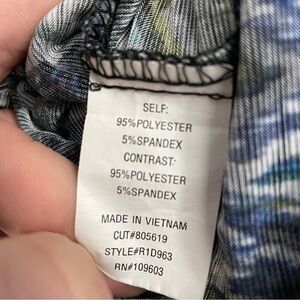 SELF:
95%POLYESTER
5%SPANDEX
CONTRAST:
95%POLYESTER
5%SPANDEX
MADE IN VIETNAM
CUT#805619
STYLE#R1D963
RN#109603